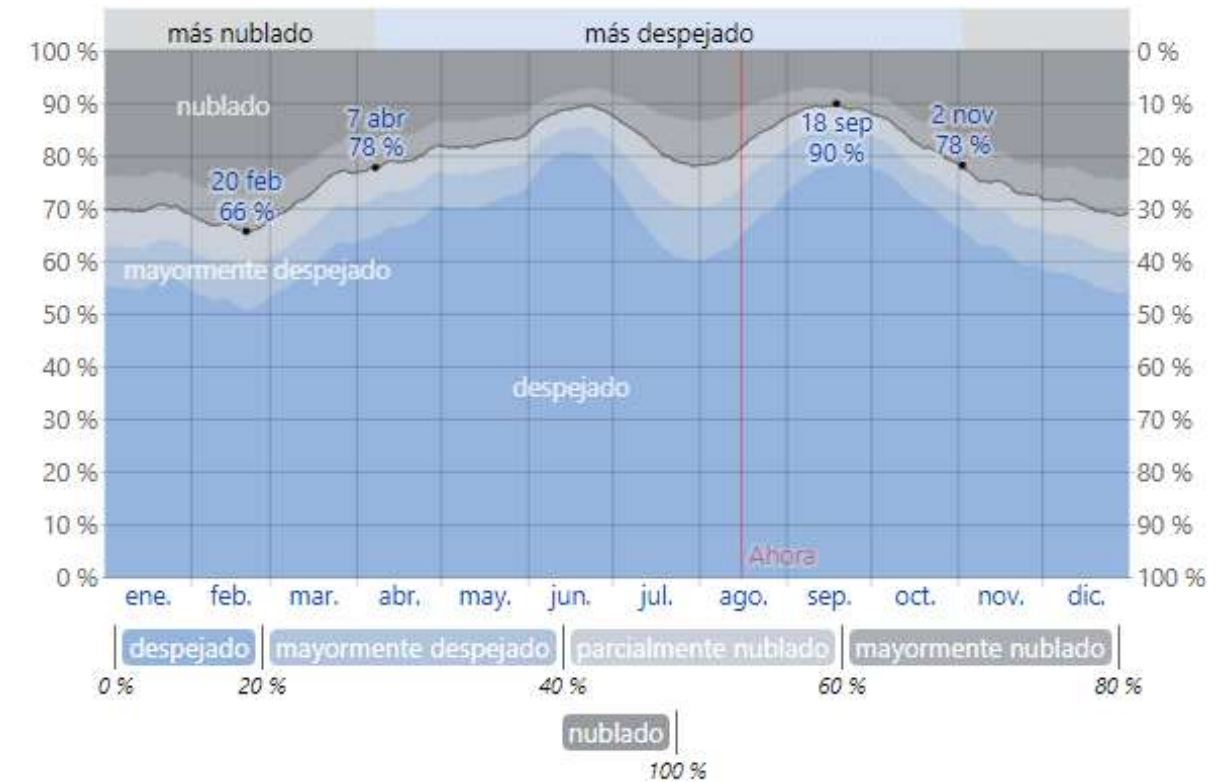 más nublado más despejado
100 % 0 %
nublado
90 % 10 %
7 abr
78 %
18 sep
90 %
2 nov
78 %
80 % 20 %
20 feb
66 %
70 % 30 %
mayormente despejado
60 % 40 %
50 % 50 %
40 % 60 %
despejado
30 % 70 %
20 % 80 %
10 % 90 %
Ahora
0 % 100 %
ene. feb. mar. abr. may. jun. jul. ago. sep. oct. nov. dic.
despejado mayormente despejado parcialmente nublado mayormente nublado
0 % 20 % 40 % 60 % 80 %
nublado
100 %